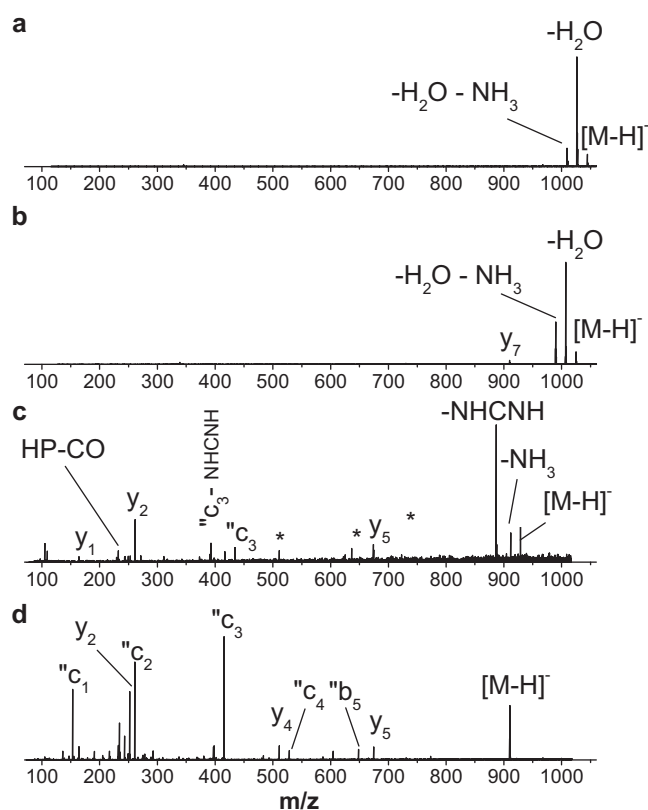 a
-H₂O
-H₂O - NH₃
[M-H]⁻
100 200 300 400 500 600 700 800 900 1000
b
-H₂O
-H₂O - NH₃
[M-H]⁻
y₇
100 200 300 400 500 600 700 800 900 1000
c
-NHCNH
HP-CO
-NH₃
y₂
"c₃ - NHCNH
[M-H]⁻
y₁
"c₃
*
*
y₅
*
100 200 300 400 500 600 700 800 900 1000
d
"c₃
y₂
"c₂
"c₁
[M-H]⁻
y₄
"c₄
"b₅
y₅
100 200 300 400 500 600 700 800 900 1000
m/z